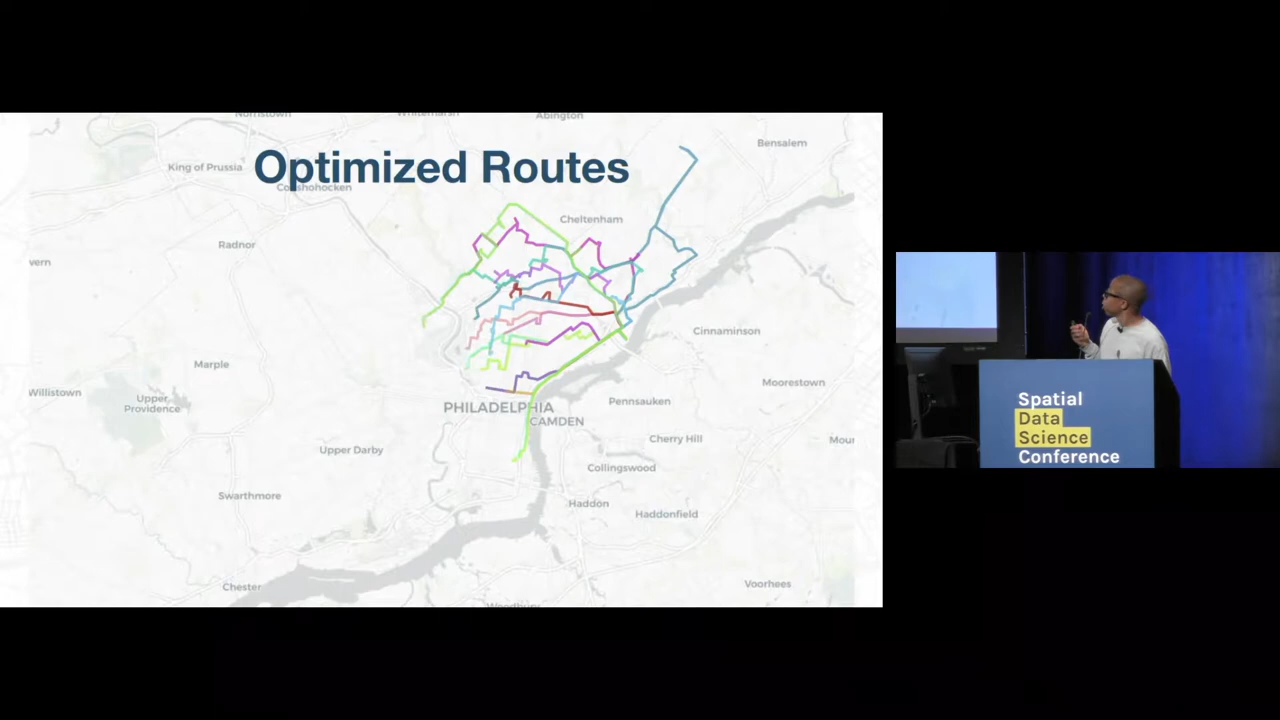 Norristown
Abington
Bensalem
King of Prussia
Optimized Routes
Conshohocken
Cheltenham
Radnor
vern
Cinnaminson
Marple
Willistown
Upper
Providence
Moorestown
PHILADELPHIA
Pennsauken
CAMDEN
Cherry Hill
Upper Darby
Collingswood
Swarthmore
Haddon
Haddonfield
Chester
Voorhees
Spatial
Data
Science
Conference